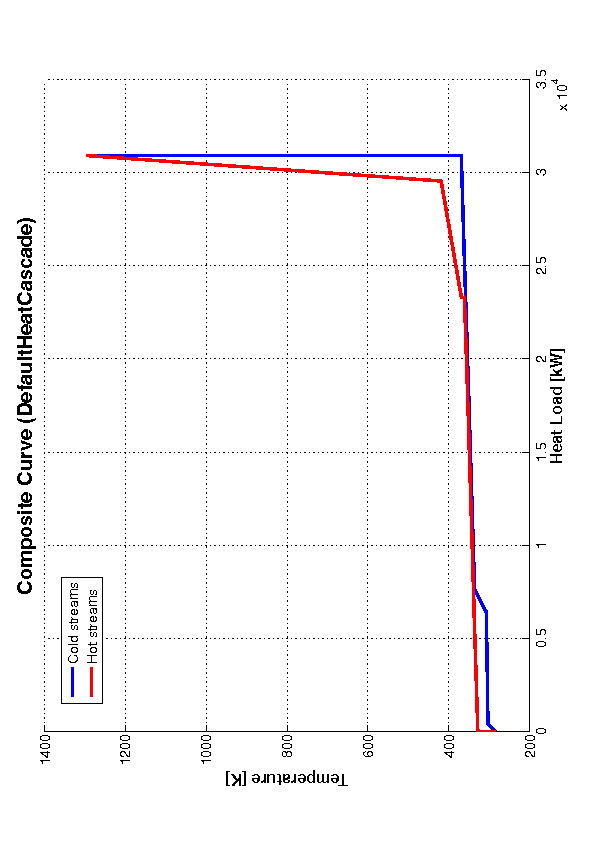 Composite Curve (DefaultHeatCascade)
Cold streams
Hot streams
1400
1200
1000
800
600
400
200
Temperature [K]
0
0.5
1
1.5
2
2.5
3
3.5
x 10^4
Heat Load [kW]